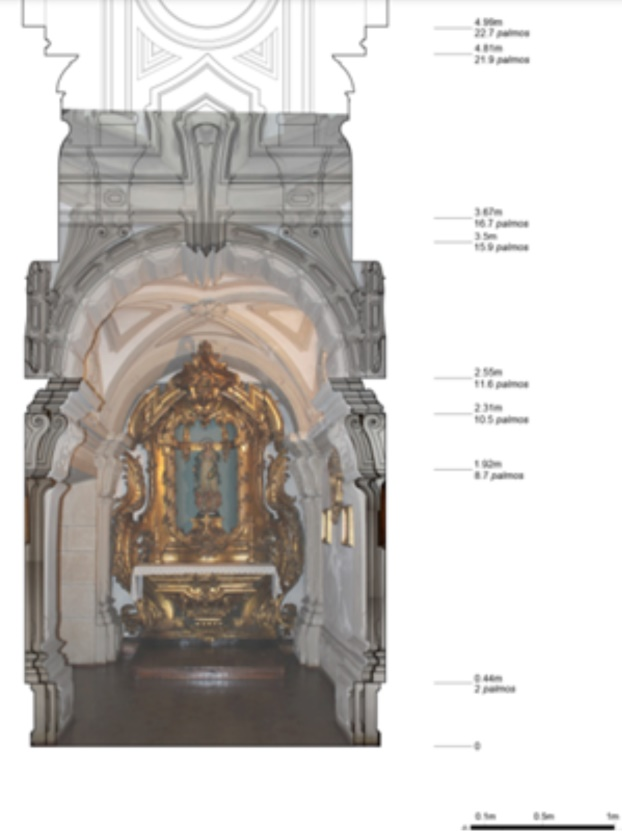 4.99m
22.7 palmos
4.81m
21.9 palmos
3.67m
16.7 palmos
3.5m
15.9 palmos
2.55m
11.6 palmos
2.31m
10.5 palmos
1.92m
8.7 palmos
0.44m
2 palmos
0
0.1m 0.5m 1m